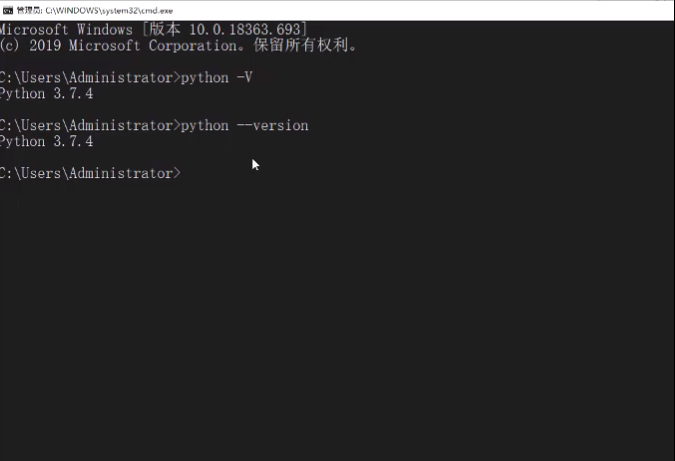 管理员: C:\WINDOWS\system32\cmd.exe
Microsoft Windows [版本 10.0.18363.693]
(c) 2019 Microsoft Corporation。保留所有权利。
C:\Users\Administrator>python -V
Python 3.7.4
C:\Users\Administrator>python --version
Python 3.7.4
C:\Users\Administrator>